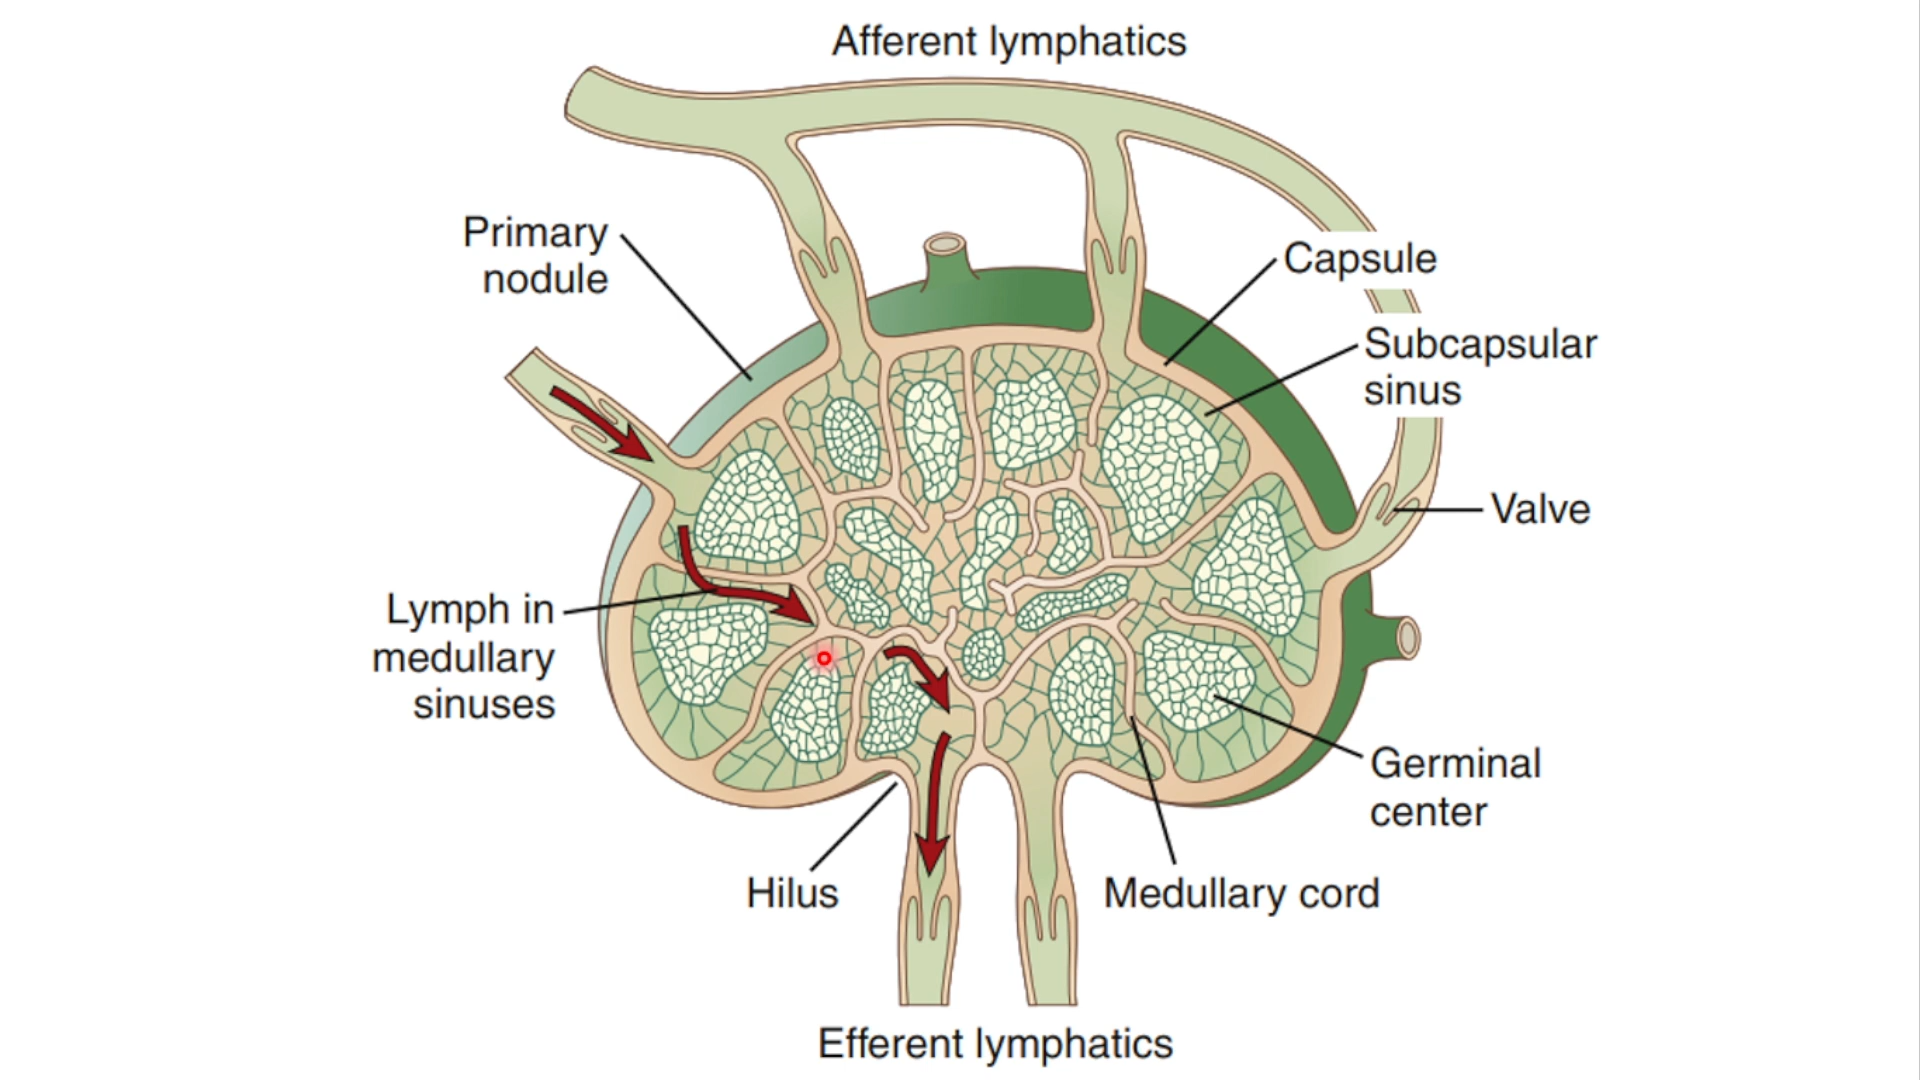 Afferent lymphatics
Primary
nodule
Capsule
Subcapsular
sinus
Valve
Lymph in
medullary
sinuses
Germinal
center
Hilus
Medullary cord
Efferent lymphatics